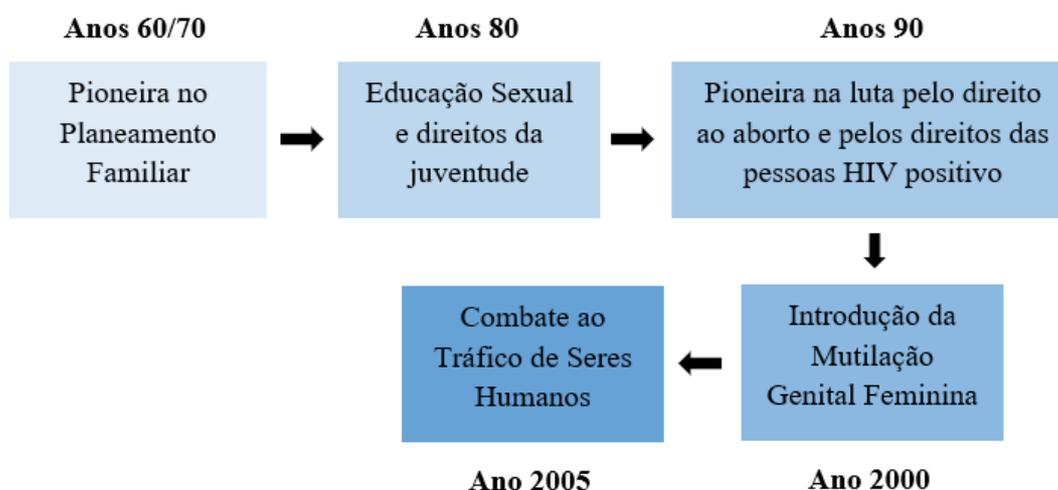 Anos 60/70
Pioneira no
Planeamento
Familiar
Anos 80
Educação Sexual
e direitos da
juventude
Anos 90
Pioneira na luta pelo direito
ao aborto e pelos direitos das
pessoas HIV positivo
Introdução da
Mutilação
Genital Feminina
Ano 2000
Combate ao
Tráfico de Seres
Humanos
Ano 2005